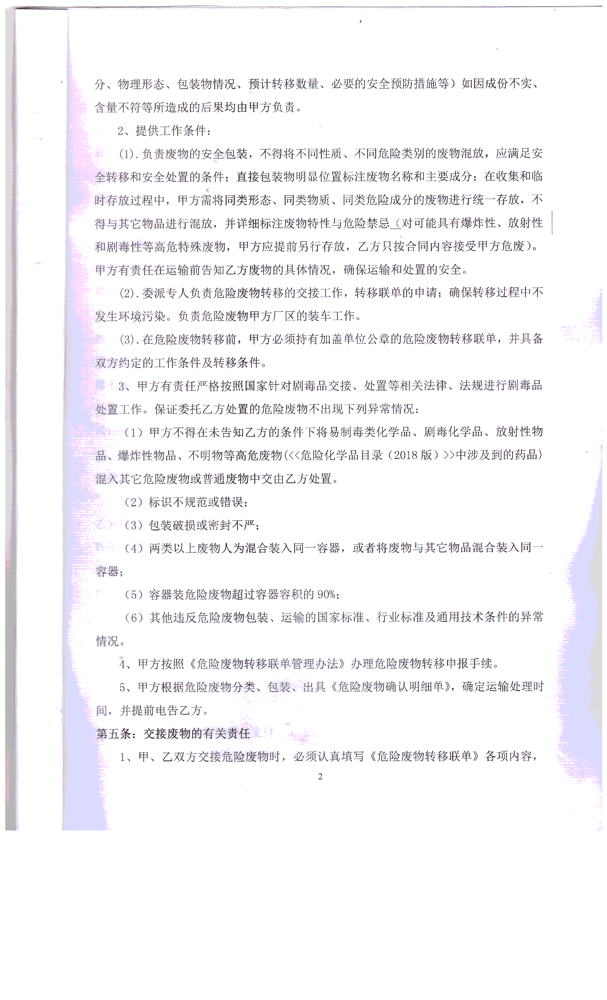 分、物理形态、包装物情况、预计转移数量、必要的安全预防措施等）如因成份不实、
含量不符等所造成的后果均由甲方负责。
2、提供工作条件：
(1).负责废物的安全包装，不得将不同性质、不同危险类别的废物混放，应满足安
全转移和安全处置的条件；直接包装物明显位置标注废物名称和主要成分；在收集和临
时存放过程中，甲方需将同类形态、同类物质、同类危险成分的废物进行统一存放，不
得与其它物品进行混放，并详细标注废物特性与危险禁忌（对可能具有爆炸性、放射性
和剧毒性等高危特殊废物，甲方应提前另行存放，乙方只按合同内容接受甲方危废）。
甲方有责任在运输前告知乙方废物的具体情况，确保运输和处置的安全。
(2).委派专人负责危险废物转移的交接工作，转移联单的申请；确保转移过程中不
发生环境污染。负责危险废物甲方厂区的装车工作。
(3).在危险废物转移前，甲方必须持有加盖单位公章的危险废物转移联单，并具备
双方约定的工作条件及转移条件。
3、甲方有责任严格按照国家针对剧毒品交接、处置等相关法律、法规进行剧毒品
处置工作。保证委托乙方处置的危险废物不出现下列异常情况：
（1）甲方不得在未告知乙方的条件下将易制毒类化学品、剧毒化学品、放射性物
品、爆炸性物品、不明物等高危废物(<<危险化学品目录（2018版）>>中涉及到的药品)
混入其它危险废物或普通废物中交由乙方处置。
（2）标识不规范或错误；
（3）包装破损或密封不严；
（4）两类以上废物人为混合装入同一容器，或者将废物与其它物品混合装入同一
容器；
（5）容器装危险废物超过容器容积的90%；
（6）其他违反危险废物包装、运输的国家标准、行业标准及通用技术条件的异常
情况。
4、甲方按照《危险废物转移联单管理办法》办理危险废物转移申报手续。
5、甲方根据危险废物分类、包装、出具《危险废物确认明细单》，确定运输处理时
间，并提前电告乙方。
第五条：交接废物的有关责任
1、甲、乙双方交接危险废物时，必须认真填写《危险废物转移联单》各项内容，
2